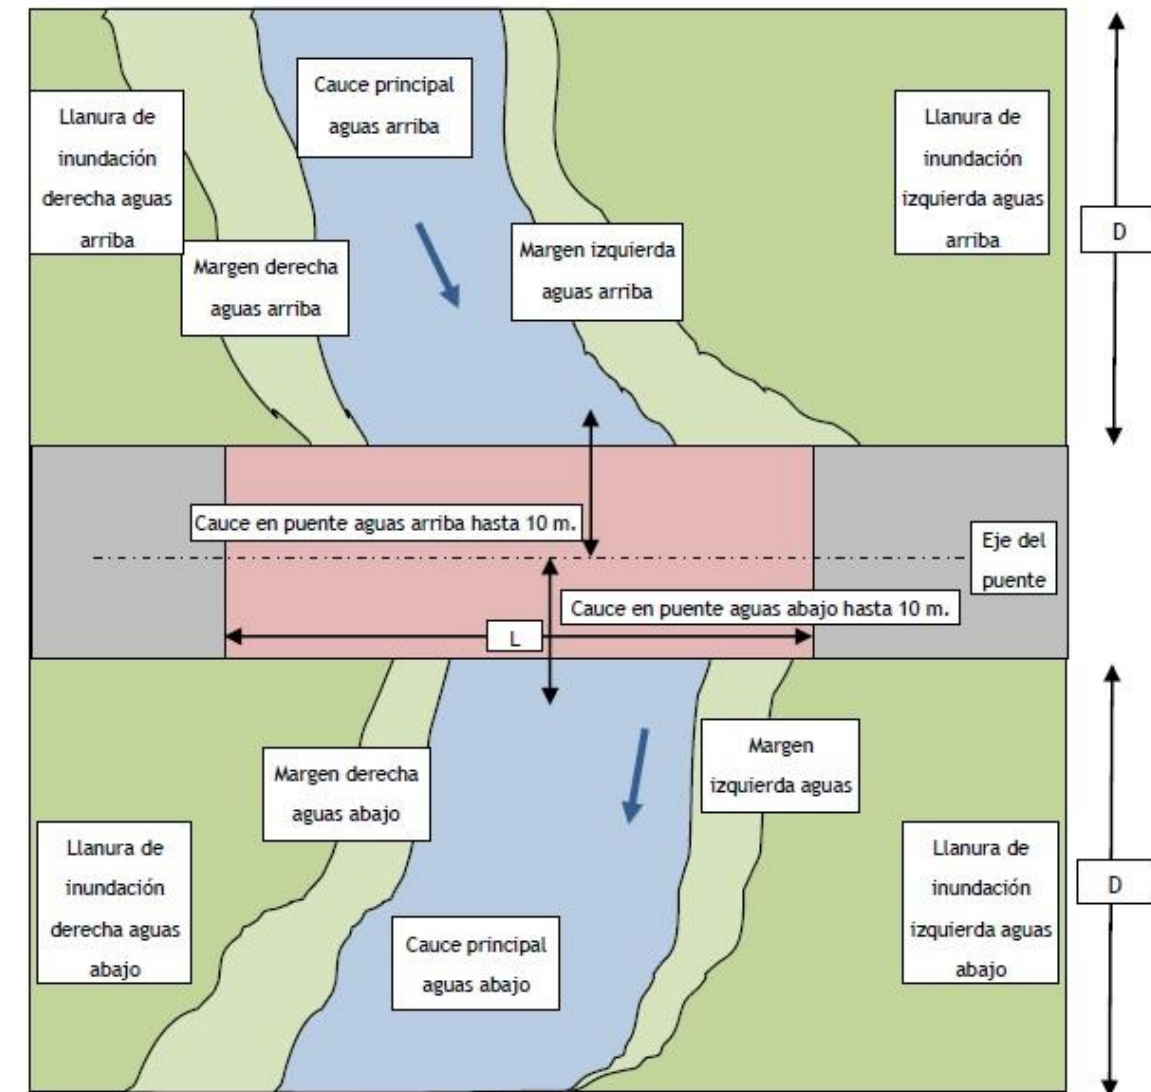 Cauce principal
aguas arriba
Llanura de
inundación
derecha aguas
arriba
Llanura de
inundación
izquierda aguas
arriba
D
Margen derecha
aguas arriba
Margen izquierda
aguas arriba
Cauce en puente aguas arriba hasta 10 m.
Eje del
puente
Cauce en puente aguas abajo hasta 10 m.
L
Margen derecha
aguas abajo
Margen
izquierda aguas
Llanura de
inundación
derecha aguas
abajo
Cauce principal
aguas abajo
Llanura de
inundación
izquierda aguas
abajo
D